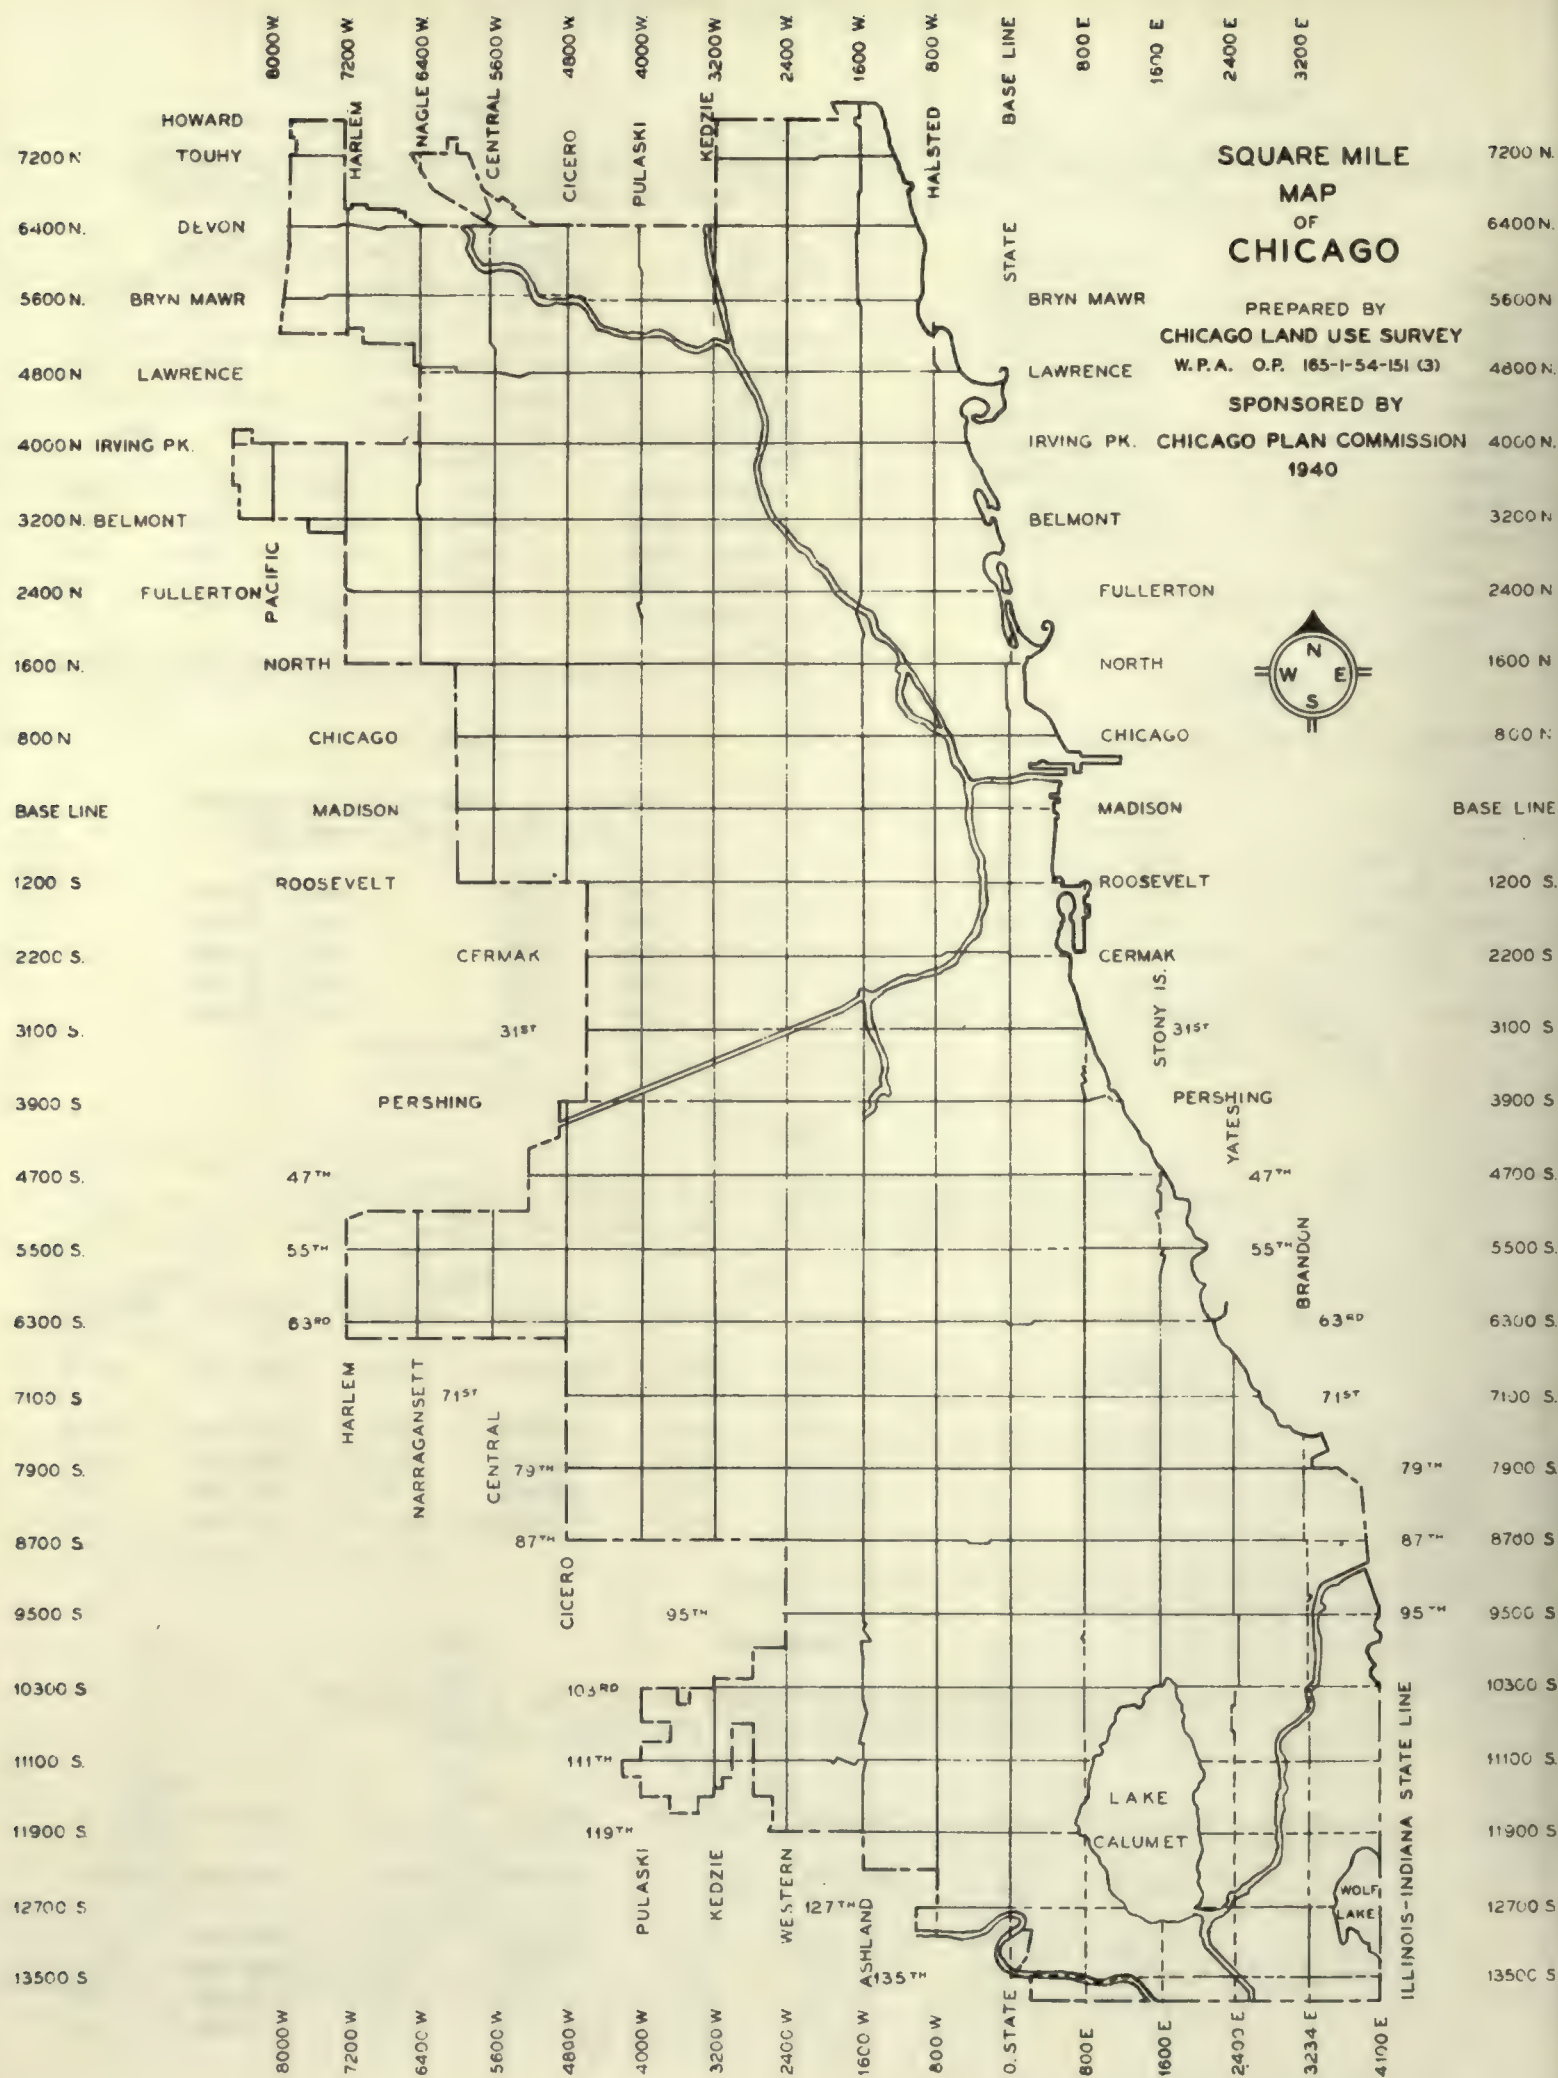 8000 W. 7200 W. 6400 W. 5600 W. 4800 W. 4000 W. 3200 W. 2400 W. 1600 W. 800 W. BASE LINE 800 E 1600 E 2400 E 3200 E
HARLEM NAGLE CENTRAL CICERO PULASKI KEDZIE HALSTED STATE
SQUARE MILE
MAP
OF
CHICAGO
PREPARED BY
CHICAGO LAND USE SURVEY
W.P.A. O.P. 165-1-54-151 (3)
SPONSORED BY
CHICAGO PLAN COMMISSION
1940
HOWARD
7200 N. TOUHY 7200 N.
6400 N. DEVON 6400 N.
5600 N. BRYN MAWR BRYN MAWR 5600 N
4800 N LAWRENCE LAWRENCE 4800 N.
4000 N IRVING PK. IRVING PK. 4000 N.
3200 N. BELMONT BELMONT 3200 N
PACIFIC
2400 N FULLERTON FULLERTON 2400 N
1600 N. NORTH NORTH 1600 N
N
W E
S
800 N CHICAGO CHICAGO 800 N
BASE LINE MADISON MADISON BASE LINE
1200 S ROOSEVELT ROOSEVELT 1200 S.
2200 S. CERMAK CERMAK 2200 S
STONY IS.
3100 S. 31ST 31ST 3100 S
3900 S PERSHING PERSHING 3900 S
YATES
4700 S. 47TH 47TH 4700 S.
BRANDON
5500 S. 55TH 55TH 5500 S.
6300 S. 63RD 63RD 6300 S.
HARLEM NARRAGANSETT CENTRAL
7100 S 71ST 71ST 7100 S.
7900 S. 79TH 79TH 7900 S
8700 S 87TH 87TH 8700 S
CICERO
9500 S 95TH 95TH 9500 S
10300 S 103RD 10300 S
11100 S. 111TH 11100 S.
ILLINOIS-INDIANA STATE LINE
LAKE
CALUMET
11900 S 119TH 11900 S
PULASKI KEDZIE WESTERN ASHLAND
WOLF
LAKE
12700 S 127TH 12700 S
13500 S 135TH 13500 S
8000 W 7200 W 6400 W 5600 W 4800 W 4000 W 3200 W 2400 W 1600 W 800 W O. STATE 800 E 1600 E 2400 E 3234 E 4100 E